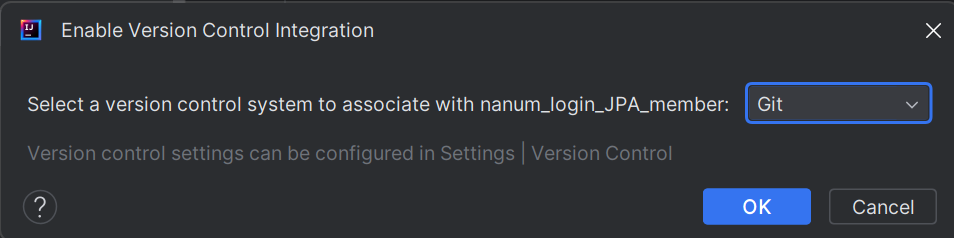 Enable Version Control Integration
Select a version control system to associate with nanum_login_JPA_member: Git
Version control settings can be configured in Settings | Version Control
? OK Cancel